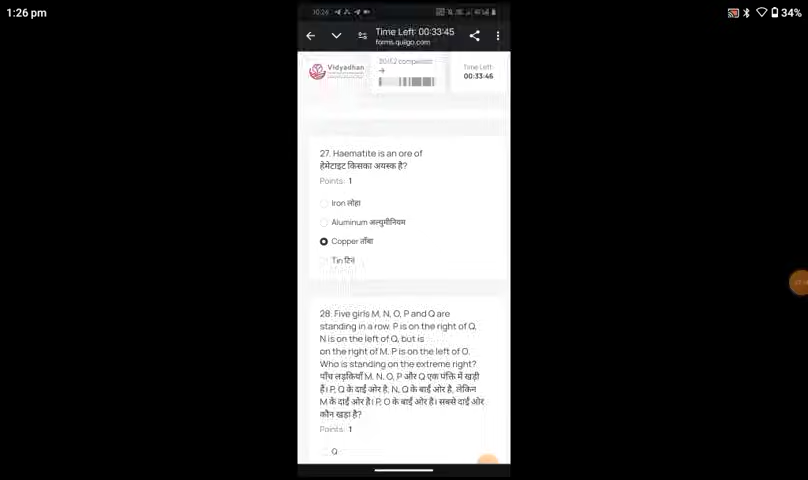 1:26 pm
34%
10:26
Time Left: 00:33:45
forms.quilgo.com
Vidyadhan
Time Left:
00:33:46
27. Haematite is an ore of
हेमेटाइट किसका अयस्क है?
Points: 1
Iron लोहा
Aluminum अल्युमीनियम
Copper ताँबा
Tin टिन
28. Five girls M, N, O, P and Q are
standing in a row. P is on the right of Q,
N is on the left of Q, but is
on the right of M. P is on the left of O.
Who is standing on the extreme right?
पाँच लड़कियाँ M, N, O, P और Q एक पंक्ति में खड़ी
हैं। P, Q के दाईं ओर है, N, Q के बाईं ओर है, लेकिन
M के दाईं ओर है। P, O के बाईं ओर है। सबसे दाईं ओर
कौन खड़ा है?
Points: 1
Q